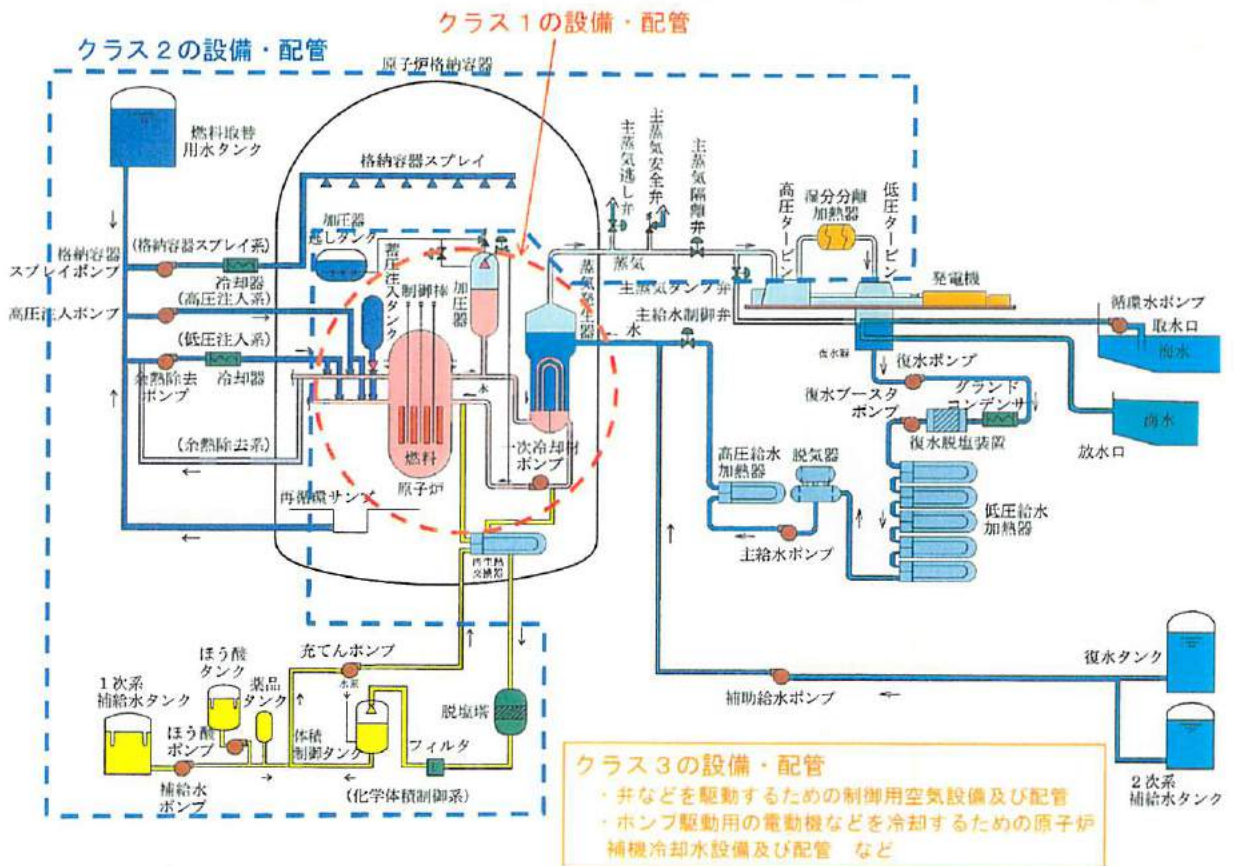 クラス1の設備・配管
クラス2の設備・配管
原子炉格納容器
燃料取替
用水タンク
格納容器スプレイ
主蒸気逃し弁
主蒸気安全弁
主蒸気隔離弁
高圧タービン
湿分分離
加熱器
低圧タービン
加圧器
逃しタンク
格納容器
スプレイポンプ
(格納容器スプレイ系)
冷却器
蓄圧注入タンク
制御棒
加圧器
蒸気発生器
蒸気
主蒸気ダンプ弁
発電機
循環水ポンプ
取水口
海水
高圧注入ポンプ
(高圧注入系)
主給水制御弁
水
(低圧注入系)
余熱除去
ポンプ
冷却器
水
復水器
復水ポンプ
復水ブースタ
ポンプ
グランド
コンデンサ
復水脱塩装置
海水
放水口
(余熱除去系)
燃料
原子炉
一次冷却材
ポンプ
高圧給水
加熱器
脱気器
低圧給水
加熱器
再循環サンプ
主給水ポンプ
再生熱
交換器
充てんポンプ
水素
ほう酸
タンク
薬品
タンク
1次系
補給水タンク
ほう酸
ポンプ
体積
制御タンク
フィルタ
脱塩塔
補給水
ポンプ
(化学体積制御系)
補助給水ポンプ
復水タンク
2次系
補給水タンク
クラス3の設備・配管
・弁などを駆動するための制御用空気設備及び配管
・ポンプ駆動用の電動機などを冷却するための原子炉
補機冷却水設備及び配管 など